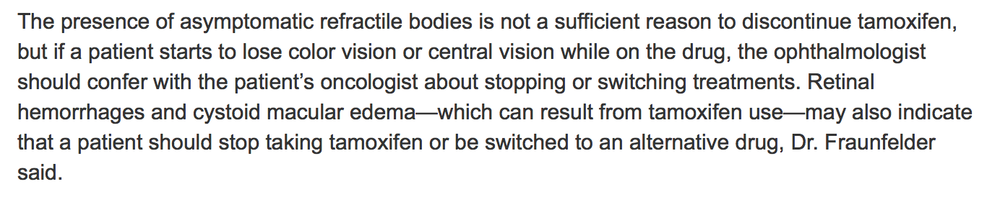 The presence of asymptomatic refractile bodies is not a sufficient reason to discontinue tamoxifen,
but if a patient starts to lose color vision or central vision while on the drug, the ophthalmologist
should confer with the patient’s oncologist about stopping or switching treatments. Retinal
hemorrhages and cystoid macular edema—which can result from tamoxifen use—may also indicate
that a patient should stop taking tamoxifen or be switched to an alternative drug, Dr. Fraunfelder
said.